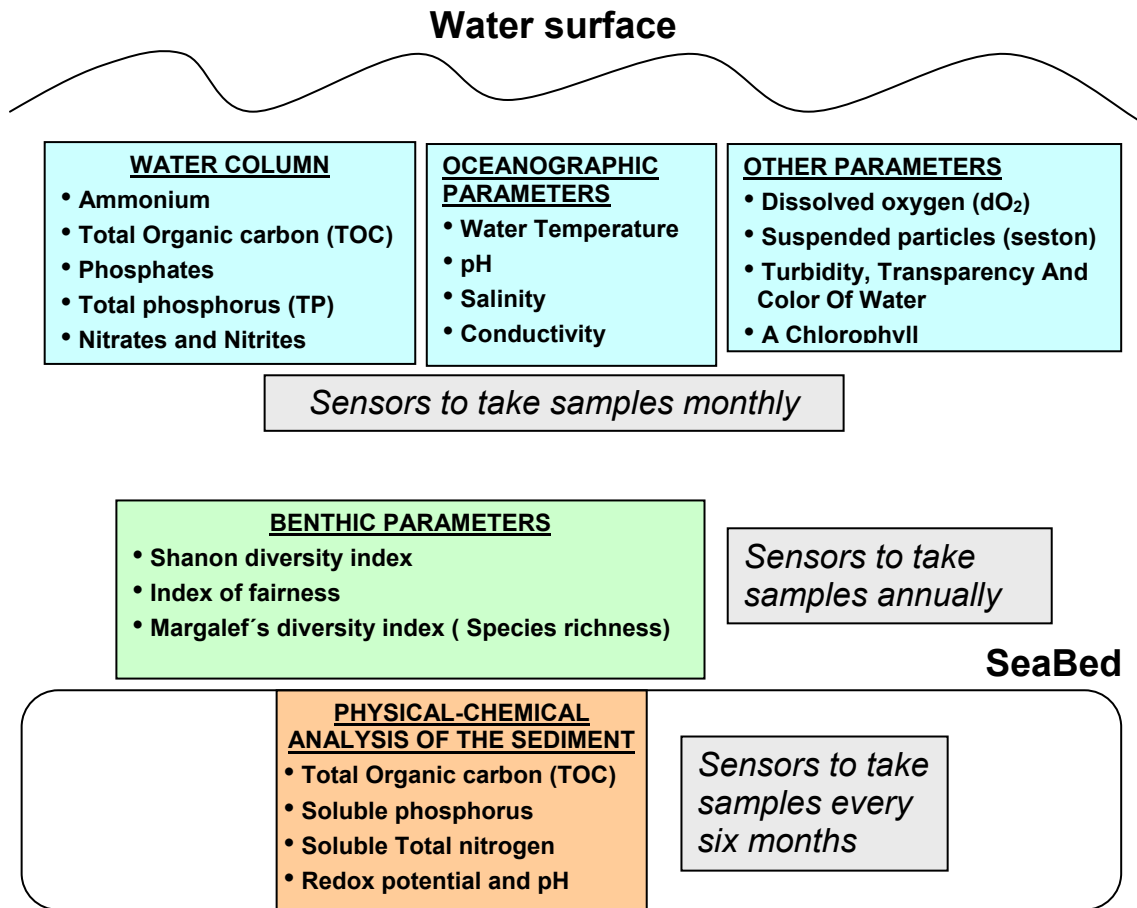 Water surface
WATER COLUMN
• Ammonium
• Total Organic carbon (TOC)
• Phosphates
• Total phosphorus (TP)
• Nitrates and Nitrites
OCEANOGRAPHIC
PARAMETERS
• Water Temperature
• pH
• Salinity
• Conductivity
OTHER PARAMETERS
• Dissolved oxygen (dO₂)
• Suspended particles (seston)
• Turbidity, Transparency And
Color Of Water
• A Chlorophyll
Sensors to take samples monthly
BENTHIC PARAMETERS
• Shanon diversity index
• Index of fairness
• Margalef´s diversity index ( Species richness)
Sensors to take
samples annually
SeaBed
PHYSICAL-CHEMICAL
ANALYSIS OF THE SEDIMENT
• Total Organic carbon (TOC)
• Soluble phosphorus
• Soluble Total nitrogen
• Redox potential and pH
Sensors to take
samples every
six months